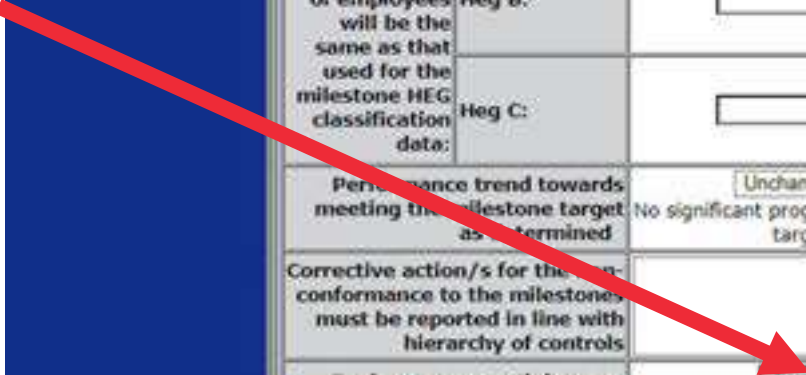 of employees Heg B:
will be the
same as that
used for the
milestone HEG
classification
data:
Heg C:
Performance trend towards
meeting the milestone target
as determined
Unchan
No significant prog
targ
Corrective action/s for the non-
conformance to the milestones
must be reported in line with
hierarchy of controls